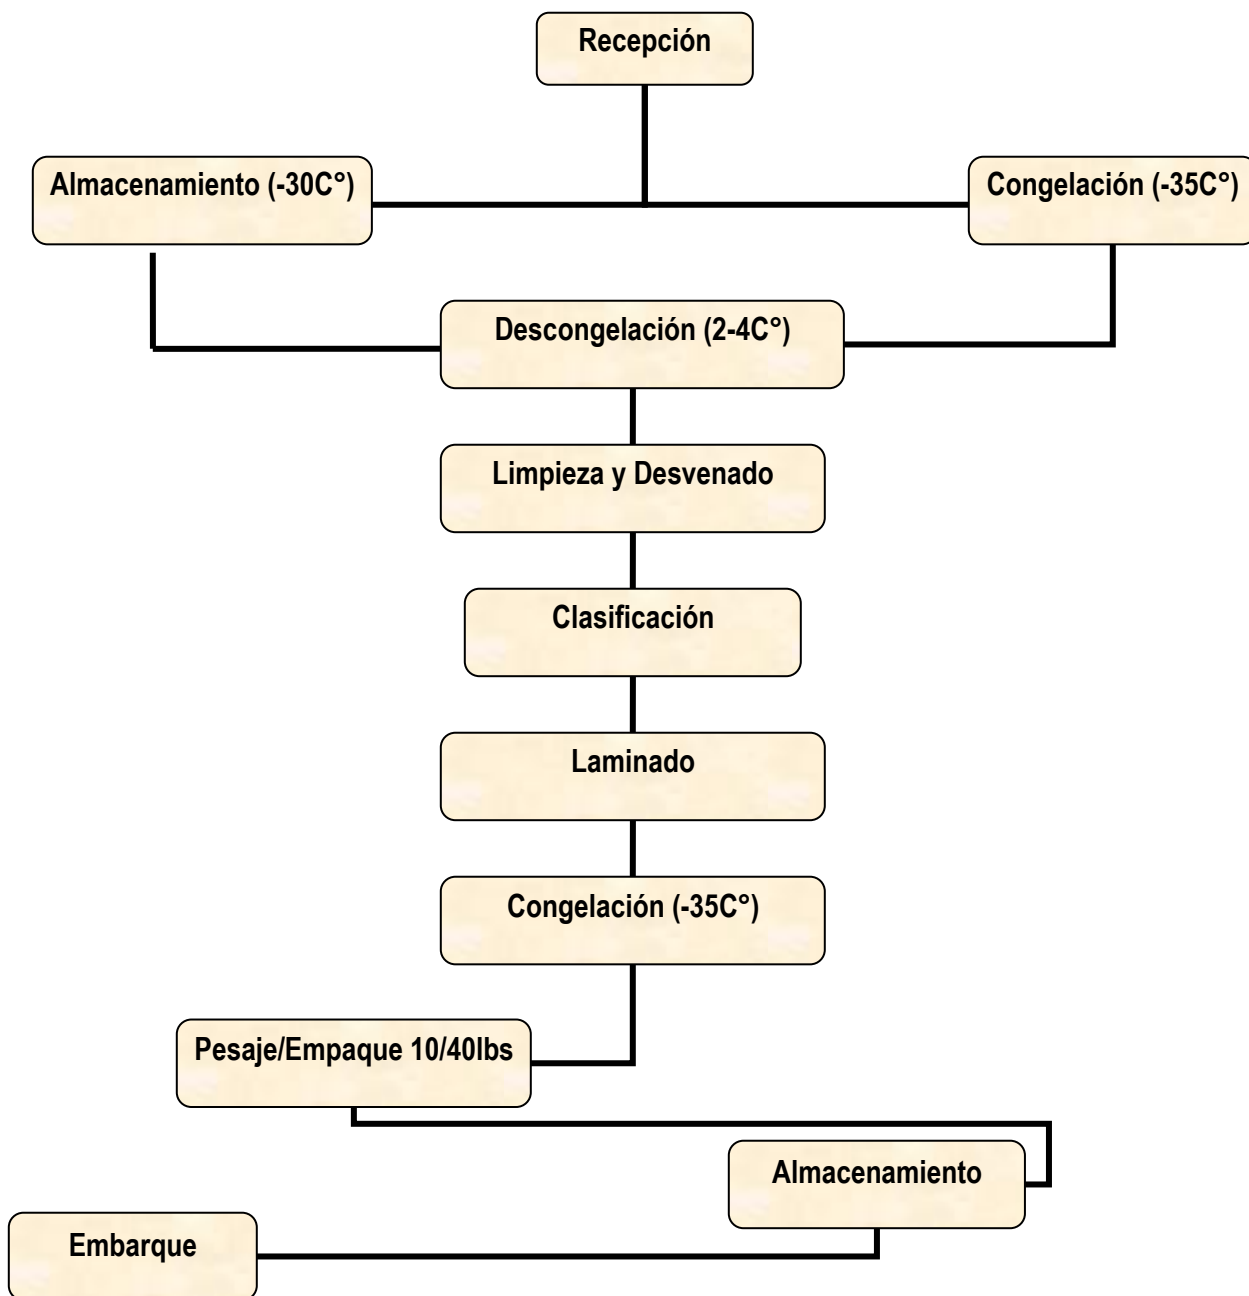 Recepción
Almacenamiento (-30C°)
Congelación (-35C°)
Descongelación (2-4C°)
Limpieza y Desvenado
Clasificación
Laminado
Congelación (-35C°)
Pesaje/Empaque 10/40lbs
Almacenamiento
Embarque